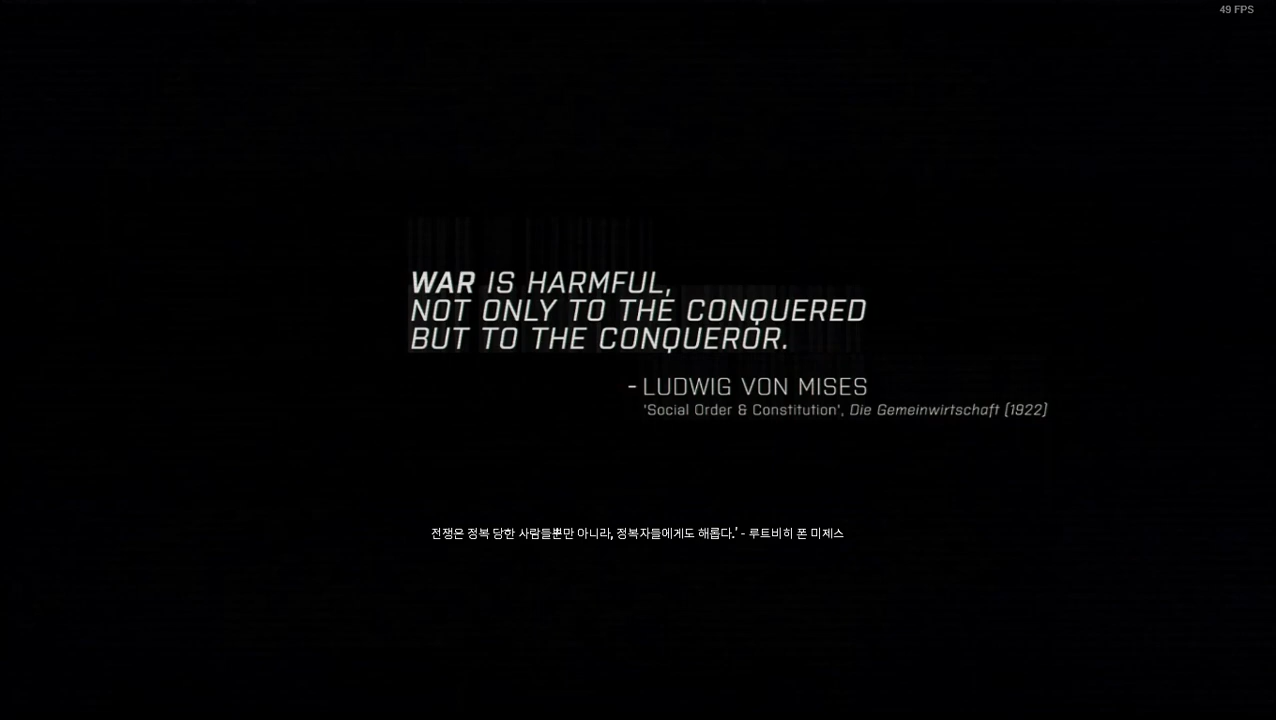 49 FPS
WAR IS HARMFUL,
NOT ONLY TO THE CONQUERED
BUT TO THE CONQUEROR.
- LUDWIG VON MISES
'Social Order & Constitution', Die Gemeinwirtschaft (1922)
전쟁은 정복 당한 사람들뿐만 아니라, 정복자들에게도 해롭다.' - 루트비히 폰 미제스